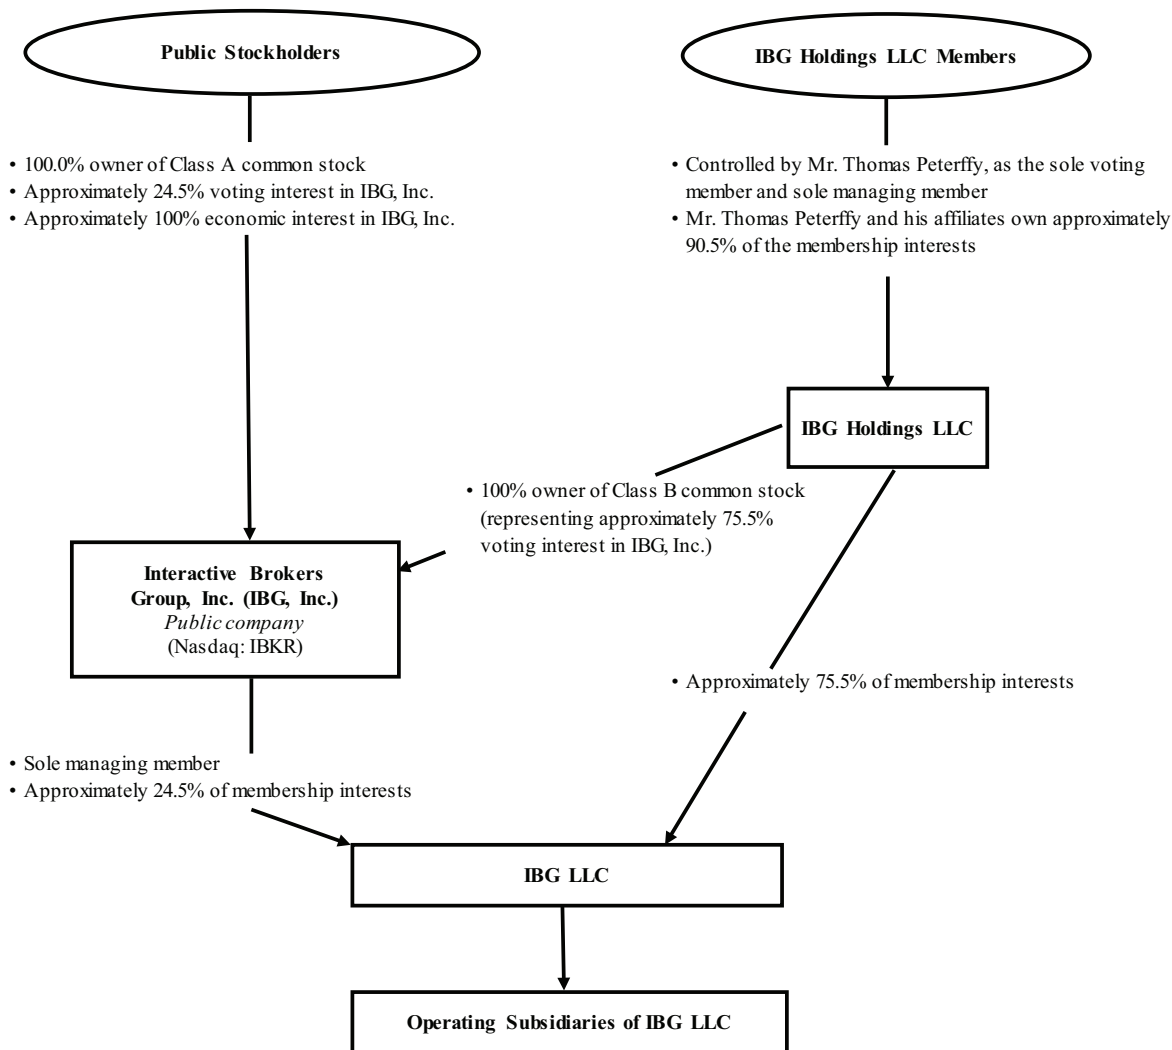 Public Stockholders
IBG Holdings LLC Members
• 100.0% owner of Class A common stock
• Approximately 24.5% voting interest in IBG, Inc.
• Approximately 100% economic interest in IBG, Inc.
• Controlled by Mr. Thomas Peterffy, as the sole voting
member and sole managing member
• Mr. Thomas Peterffy and his affiliates own approximately
90.5% of the membership interests
IBG Holdings LLC
• 100% owner of Class B common stock
(representing approximately 75.5%
voting interest in IBG, Inc.)
Interactive Brokers
Group, Inc. (IBG, Inc.)
Public company
(Nasdaq: IBKR)
• Approximately 75.5% of membership interests
• Sole managing member
• Approximately 24.5% of membership interests
IBG LLC
Operating Subsidiaries of IBG LLC